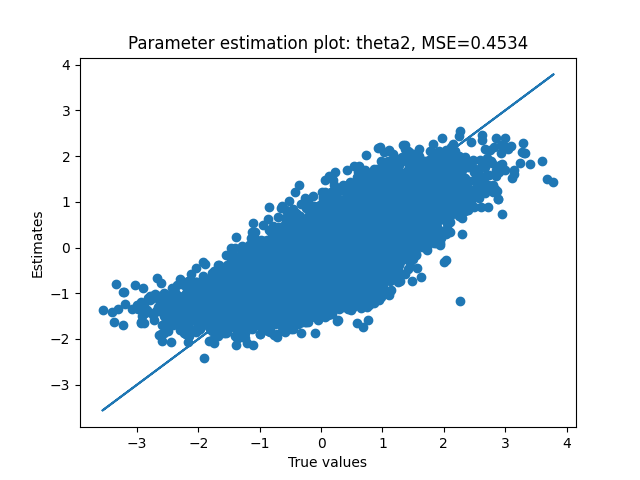 Parameter estimation plot: theta2, MSE=0.4534
4
3
2
1
0
−1
−2
−3
Estimates
−3 −2 −1 0 1 2 3 4
True values